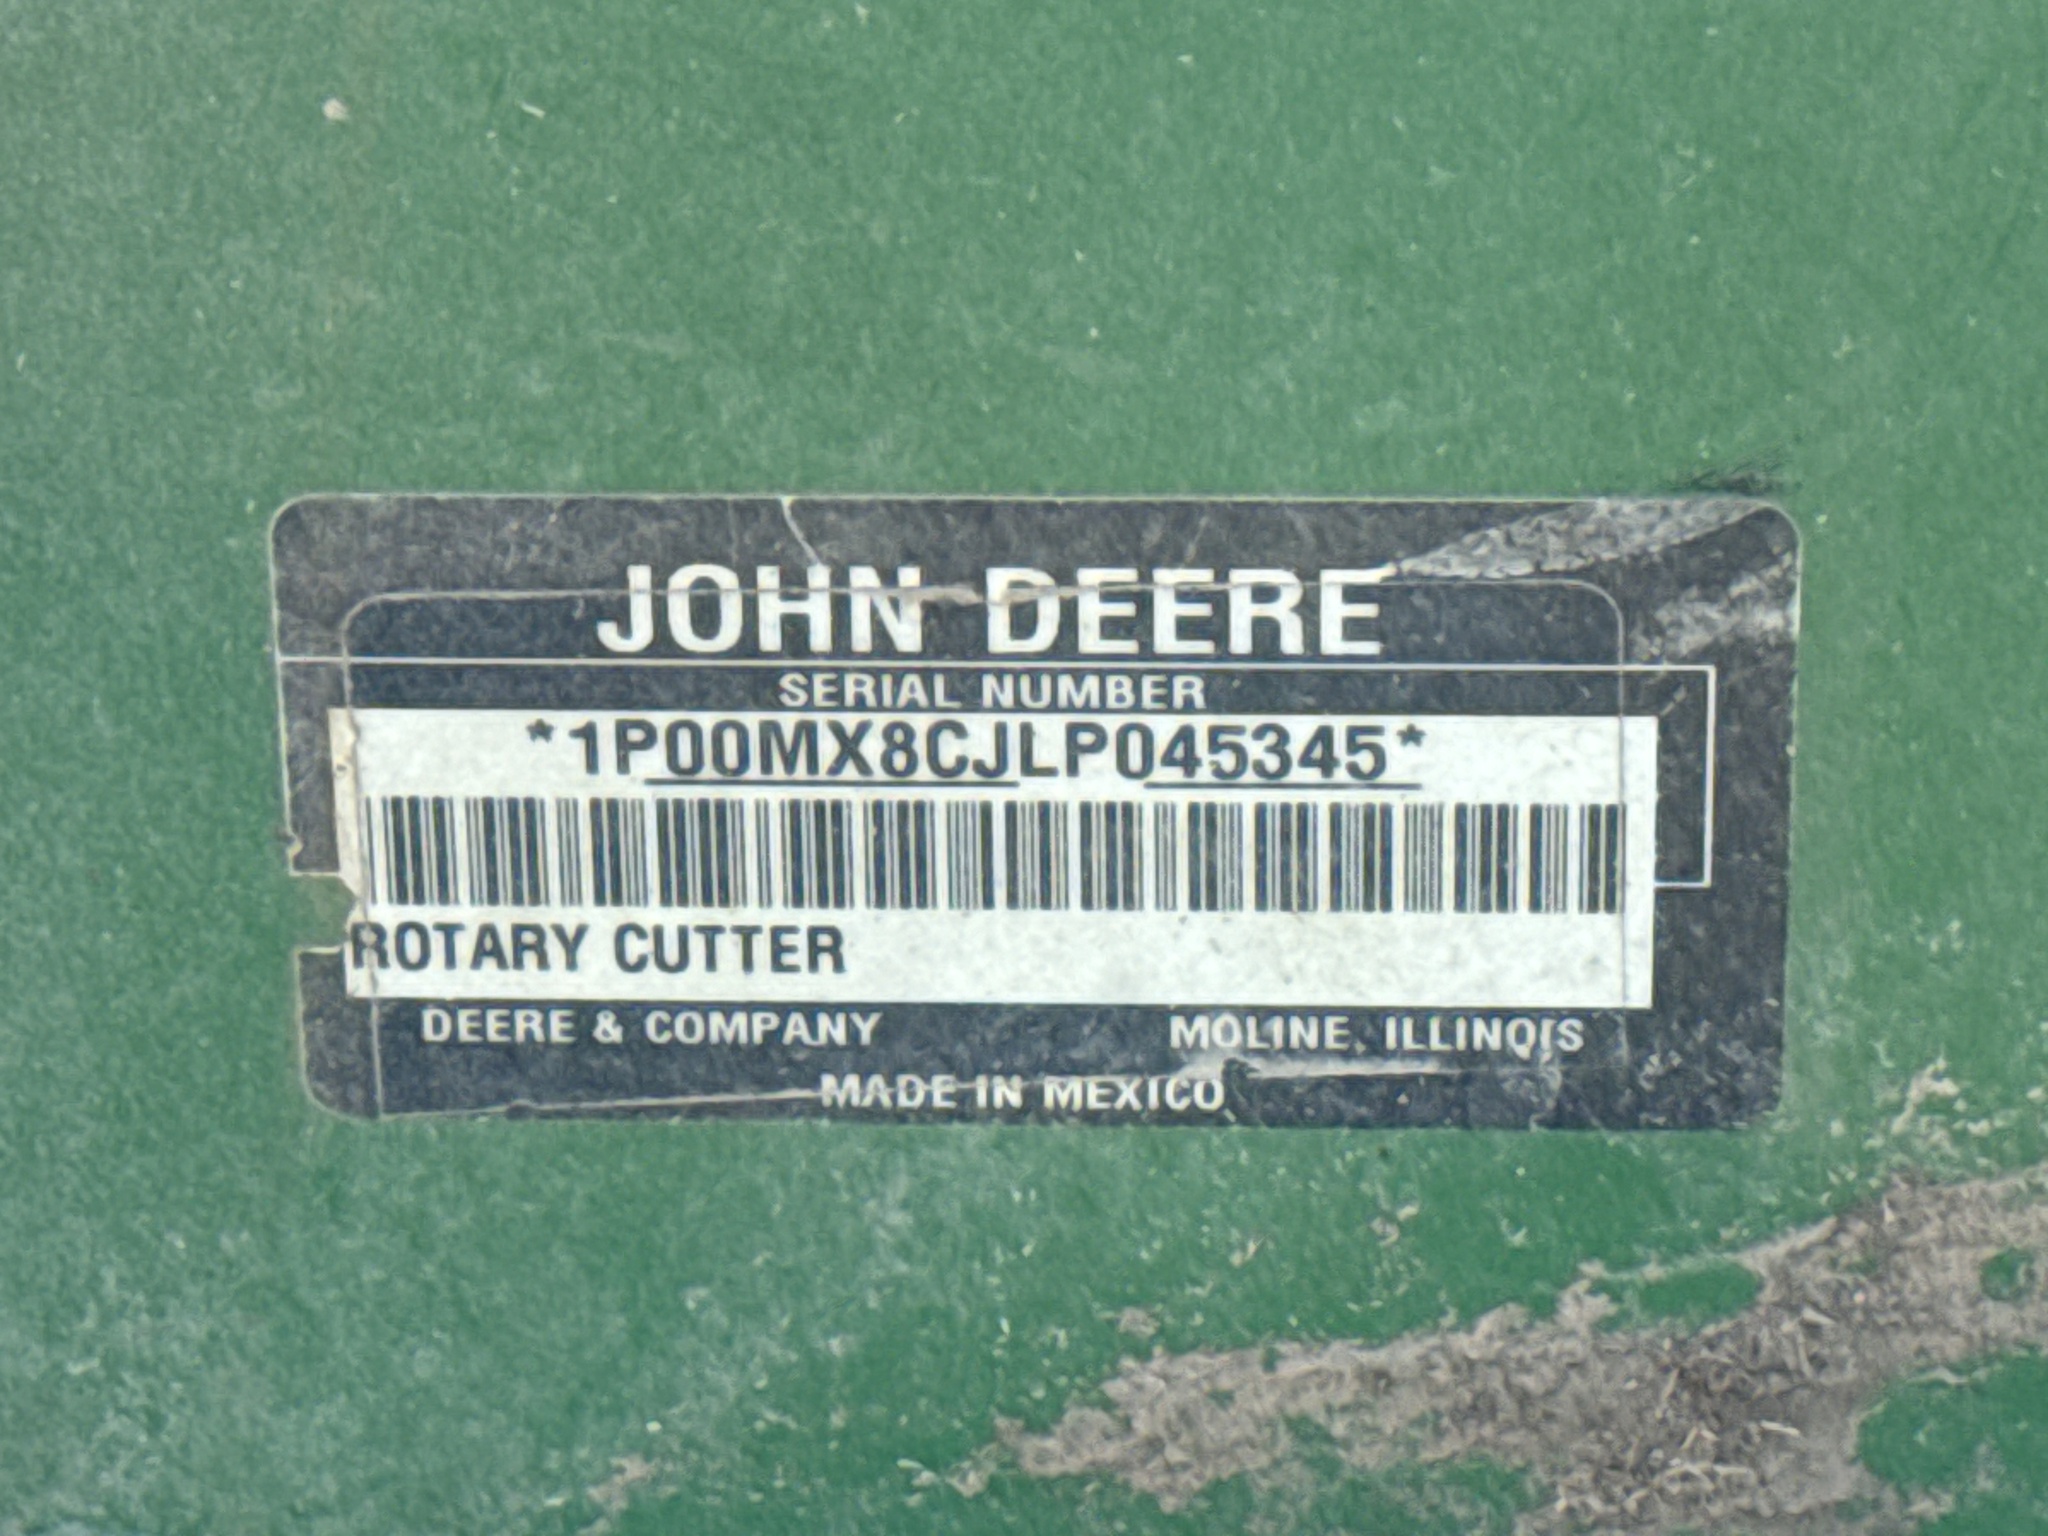 JOHN DEERE
SERIAL NUMBER
*1P00MX8CJLP045345*
ROTARY CUTTER
DEERE & COMPANY MOLINE, ILLINOIS
MADE IN MEXICO